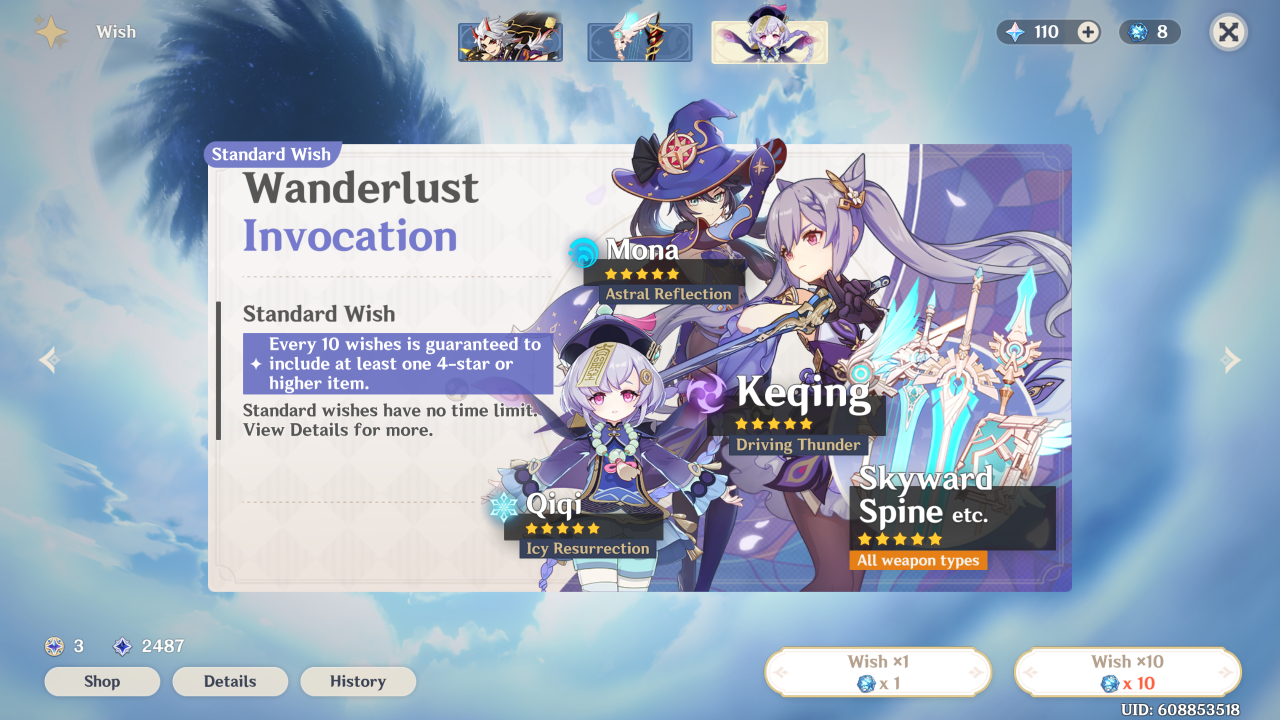 Wish
110
8
Standard Wish
Wanderlust
Invocation
Mona
Astral Reflection
Standard Wish
Every 10 wishes is guaranteed to
include at least one 4-star or
higher item.
Standard wishes have no time limit.
View Details for more.
Keqing
Driving Thunder
Skyward
Spine etc.
All weapon types
Qiqi
Icy Resurrection
3
2487
Shop
Details
History
Wish ×1
x 1
Wish ×10
x 10
UID: 608853518